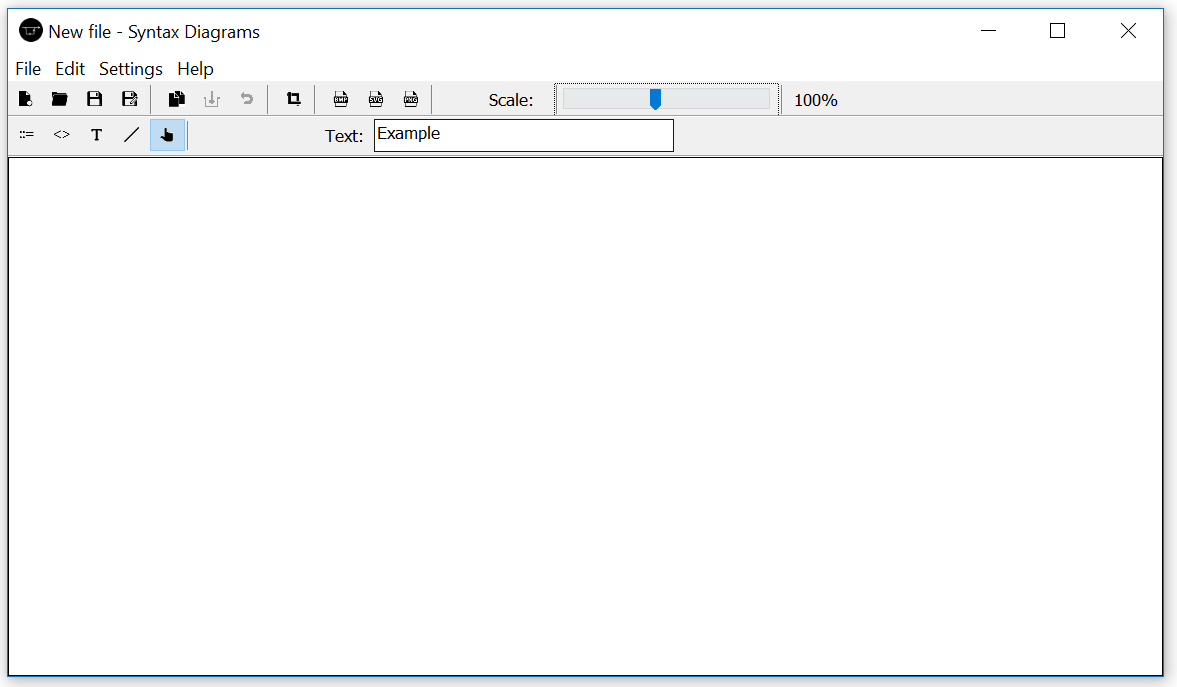 New file - Syntax Diagrams
File Edit Settings Help
BMP SVG PNG Scale: 100%
::= <> T Text: Example